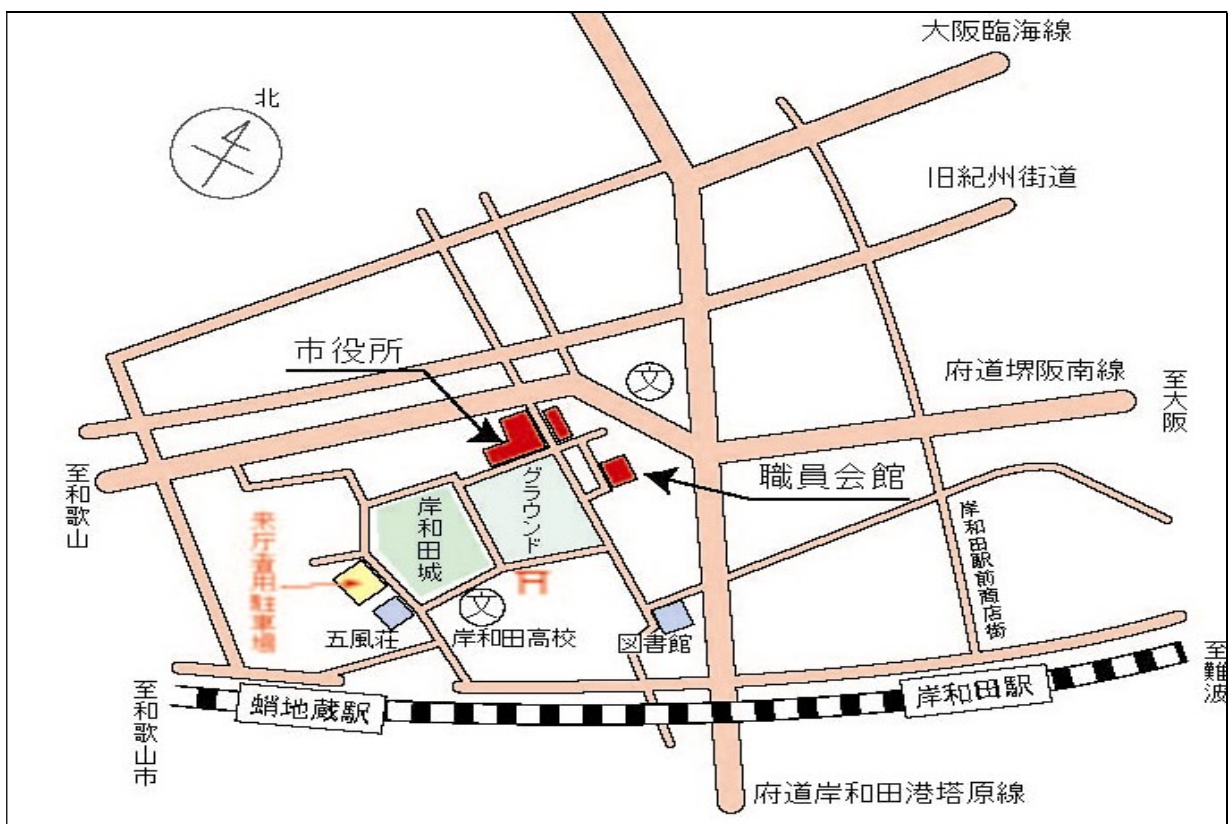 大阪臨海線
北
旧紀州街道
市役所
文
府道堺阪南線
至大阪
職員会館
至和歌山
グラウンド
岸和田城
来庁者用駐車場
岸和田駅前商店街
文
五風荘
岸和田高校
図書館
至難波
至和歌山市
蛸地蔵駅
岸和田駅
府道岸和田港塔原線